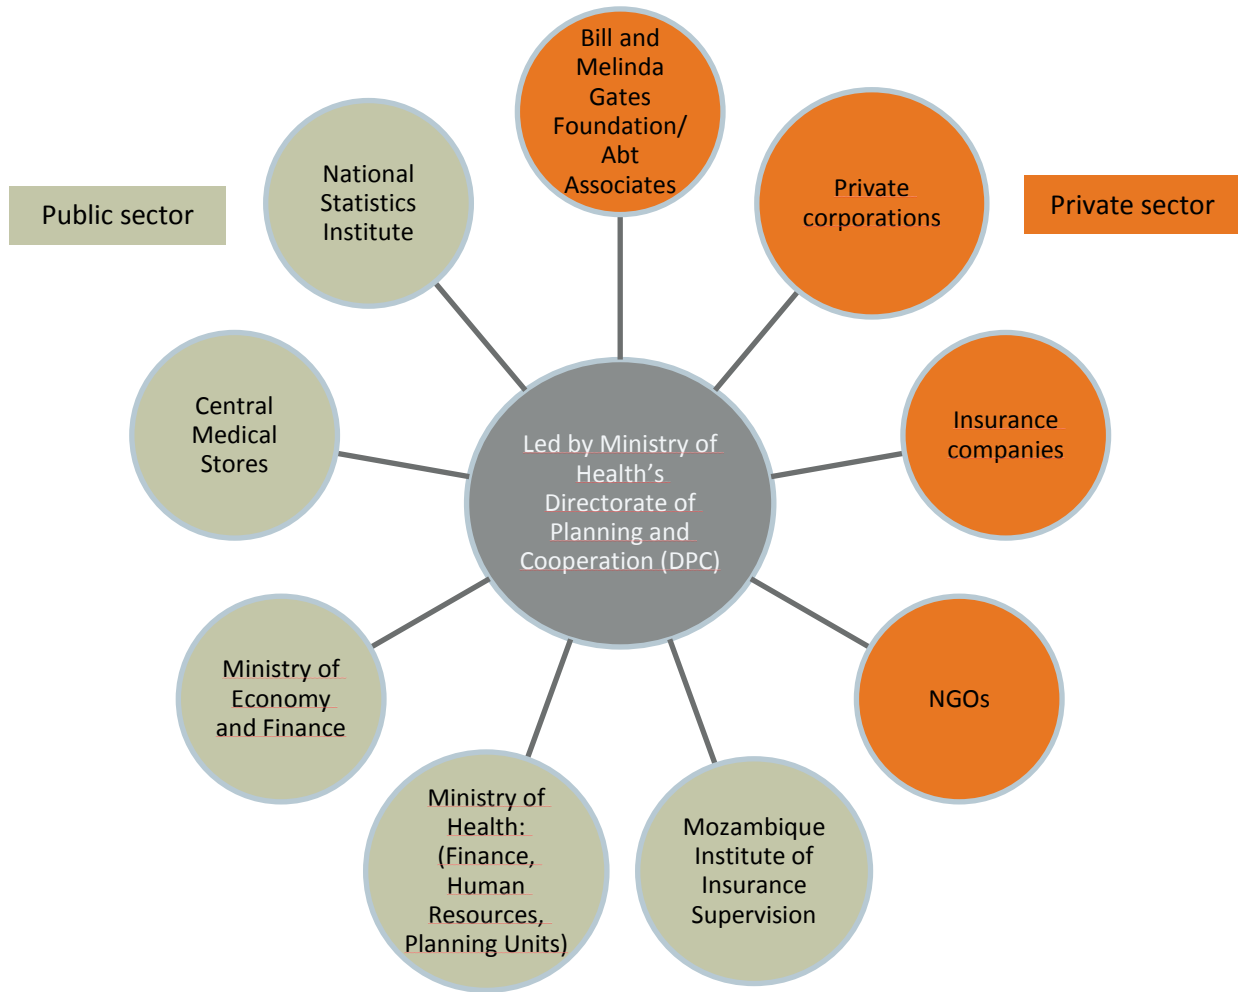 Bill and
Melinda
Gates
Foundation/
Abt
Associates
National
Statistics
Institute
Private
corporations
Public sector
Private sector
Central
Medical
Stores
Insurance
companies
Led by Ministry of
Health’s
Directorate of
Planning and
Cooperation (DPC)
Ministry of
Economy
and Finance
NGOs
Ministry of
Health:
(Finance,
Human
Resources,
Planning Units)
Mozambique
Institute of
Insurance
Supervision